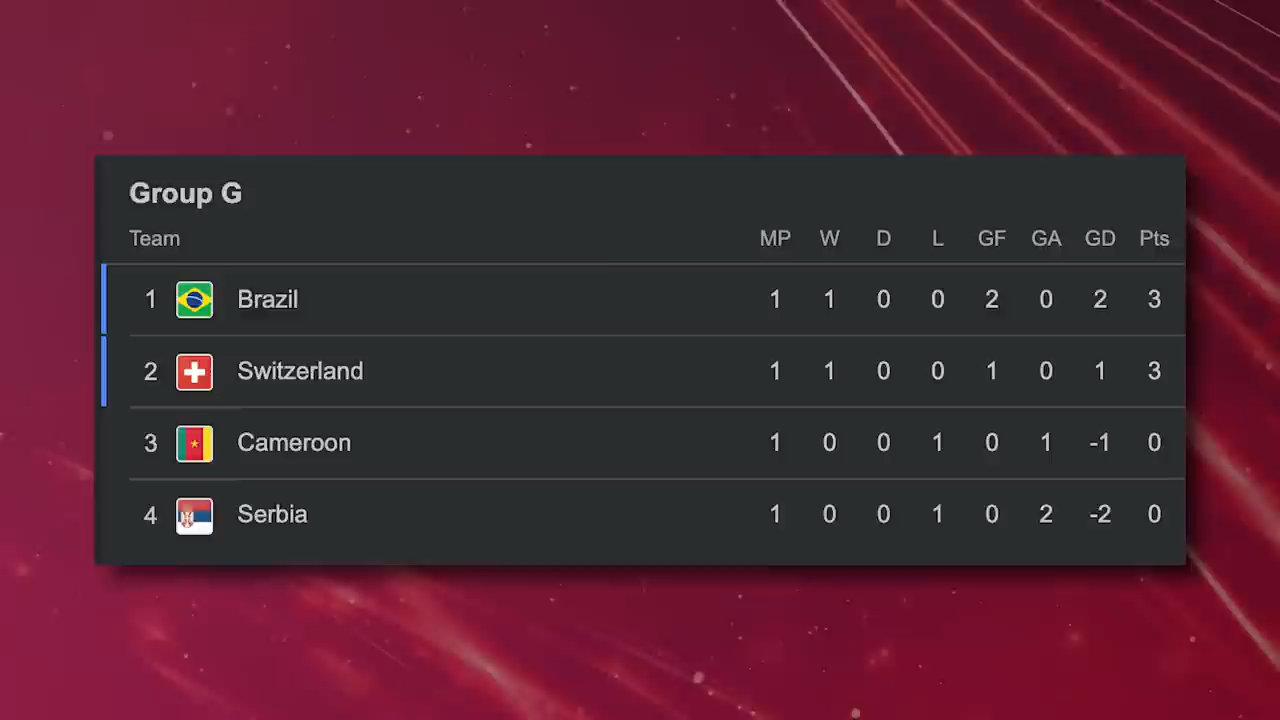 Group G
Team MP W D L GF GA GD Pts
1 Brazil 1 1 0 0 2 0 2 3
2 Switzerland 1 1 0 0 1 0 1 3
3 Cameroon 1 0 0 1 0 1 -1 0
4 Serbia 1 0 0 1 0 2 -2 0